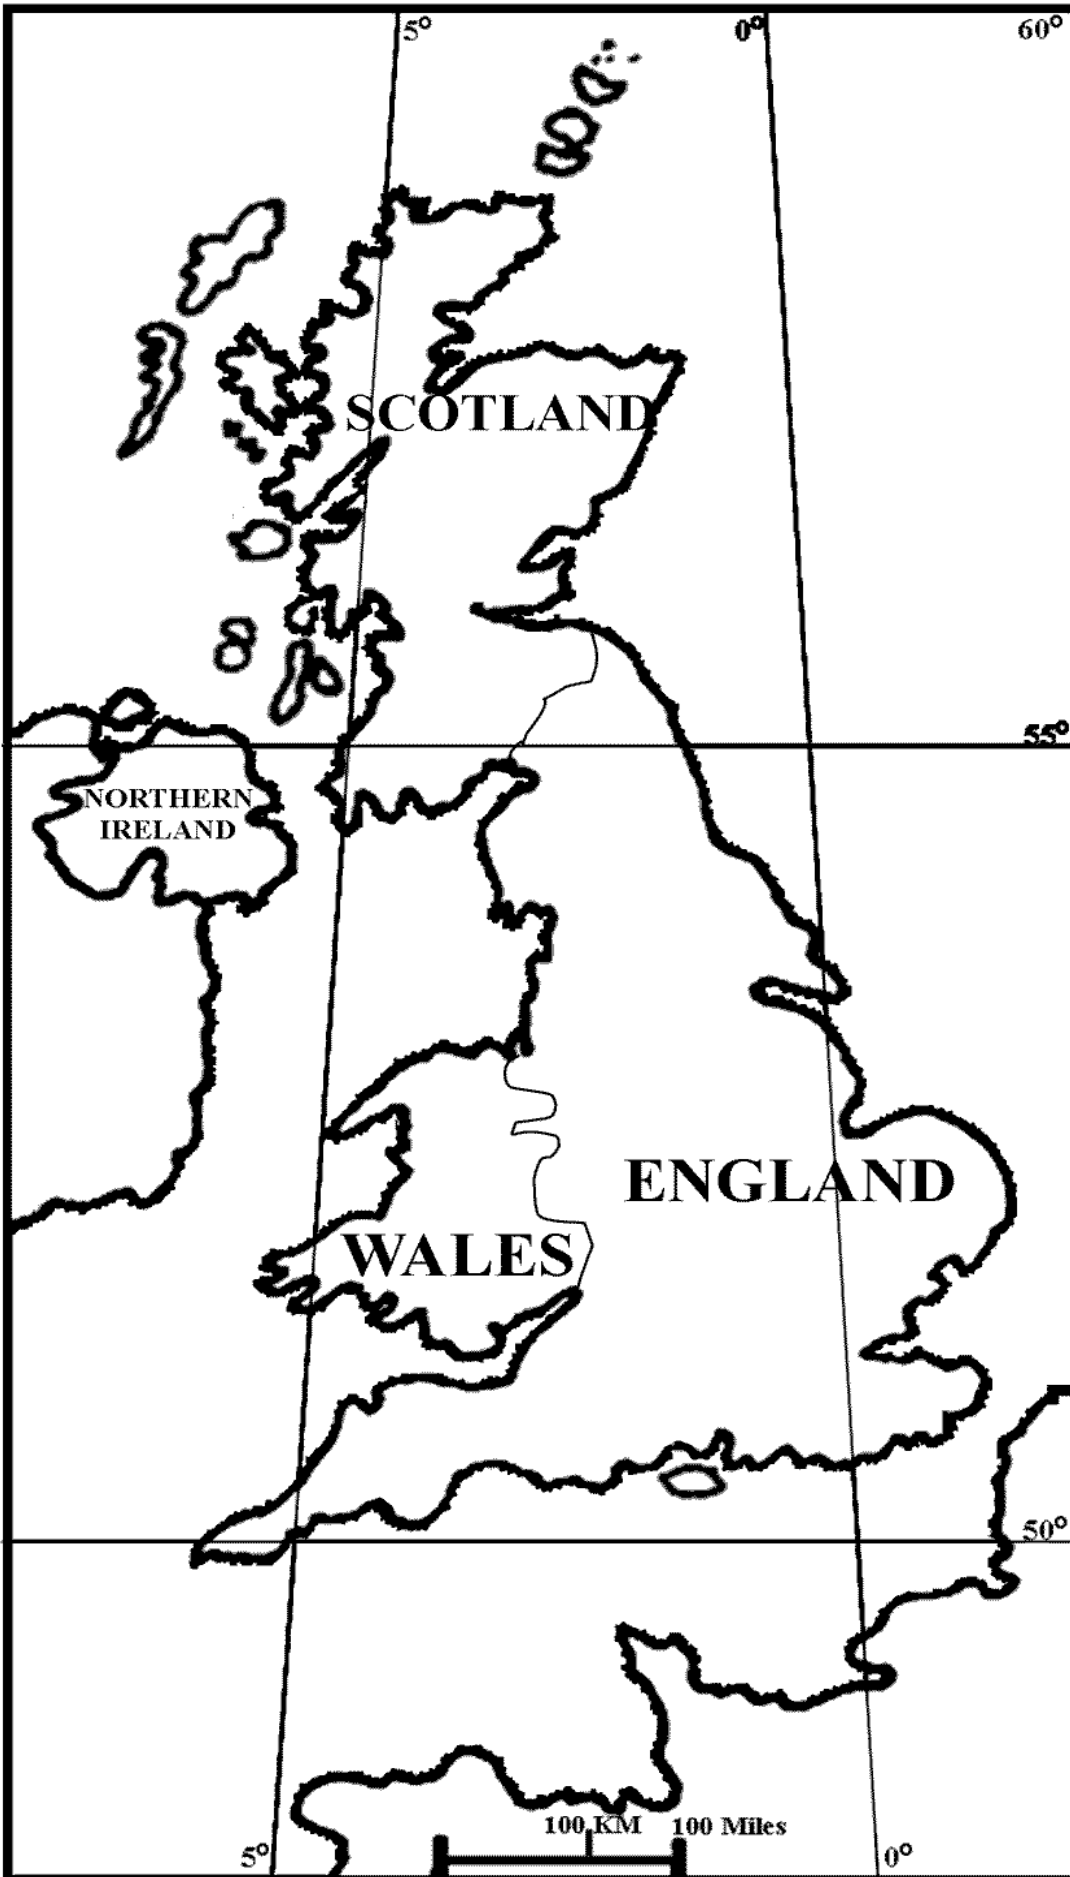 5° 0° 60°
SCOTLAND
55°
NORTHERN
IRELAND
ENGLAND
WALES
50°
100 KM 100 Miles
5° 0°